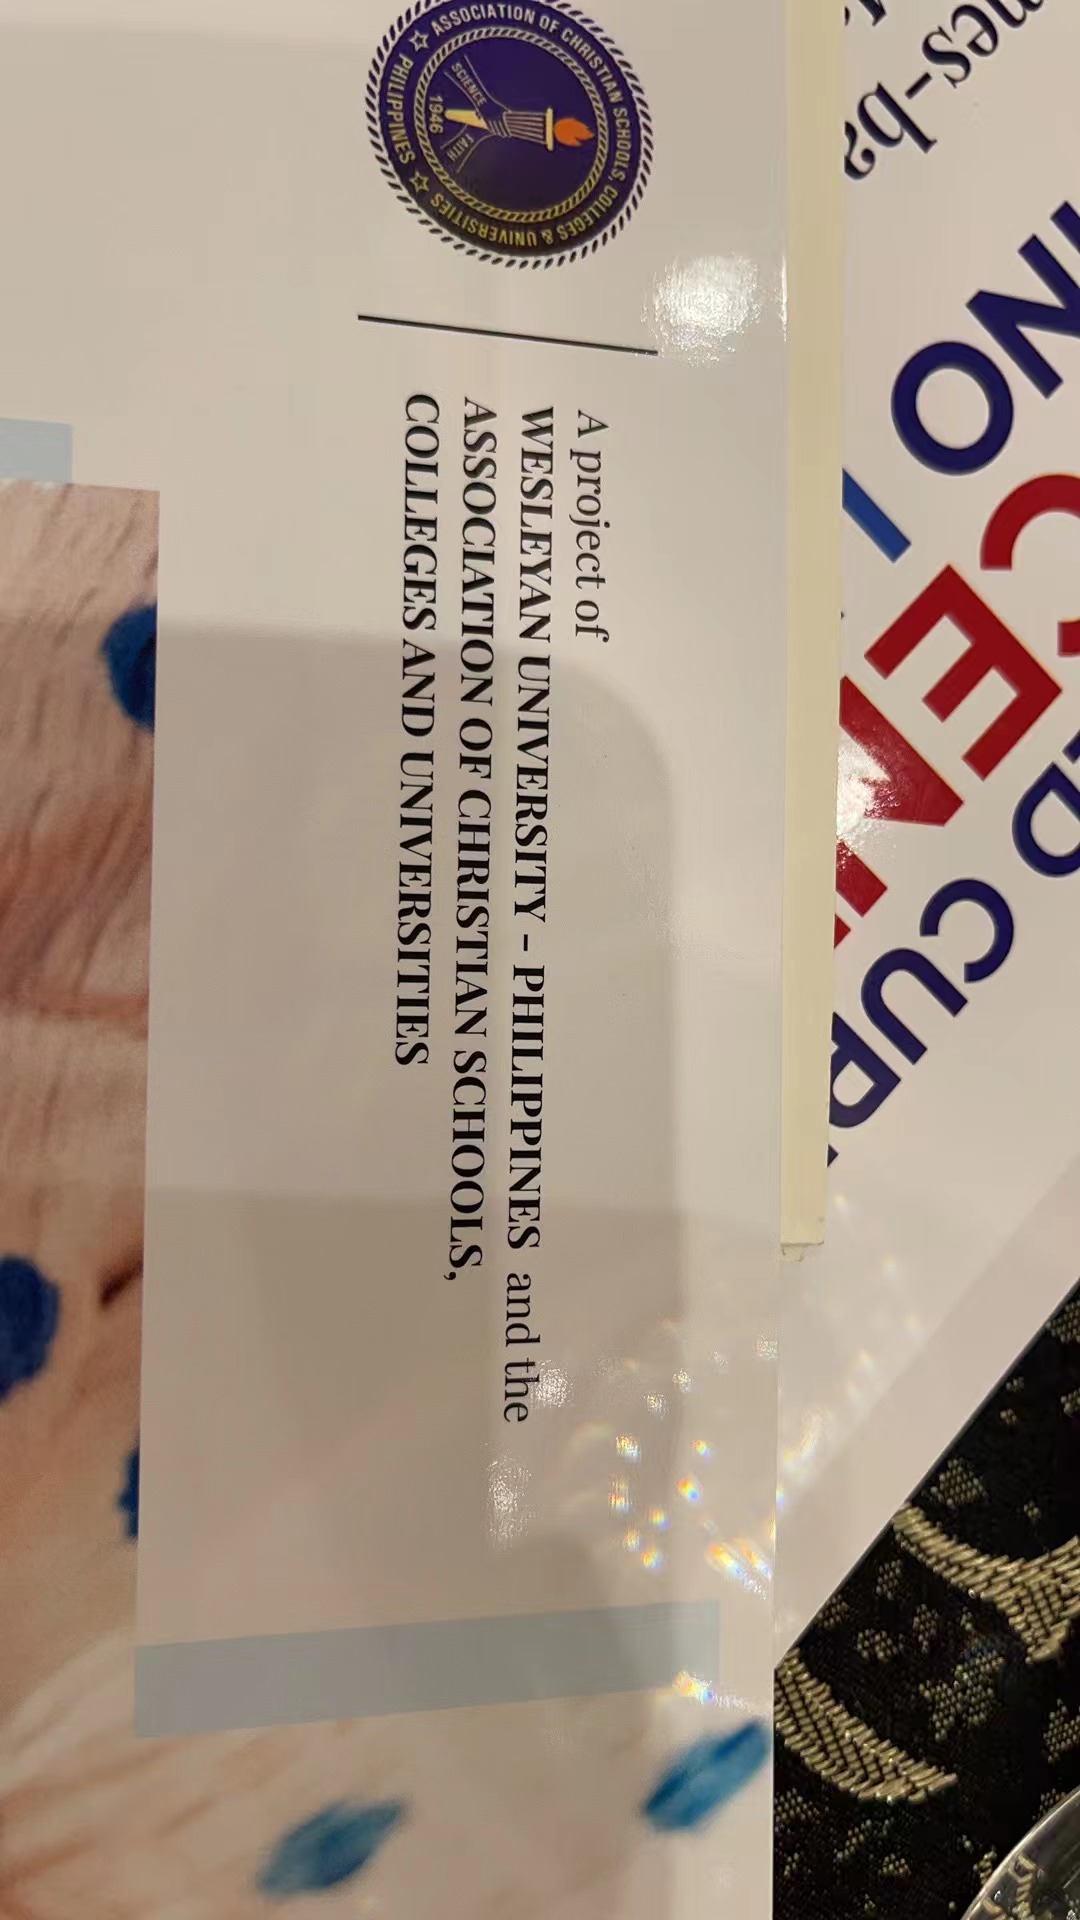 ASSOCIATION OF CHRISTIAN SCHOOLS, COLLEGES & UNIVERSITIES
PHILIPPINES
SCIENCE
FAITH
1946
A project of
WESLEYAN UNIVERSITY - PHILIPPINES and the
ASSOCIATION OF CHRISTIAN SCHOOLS,
COLLEGES AND UNIVERSITIES